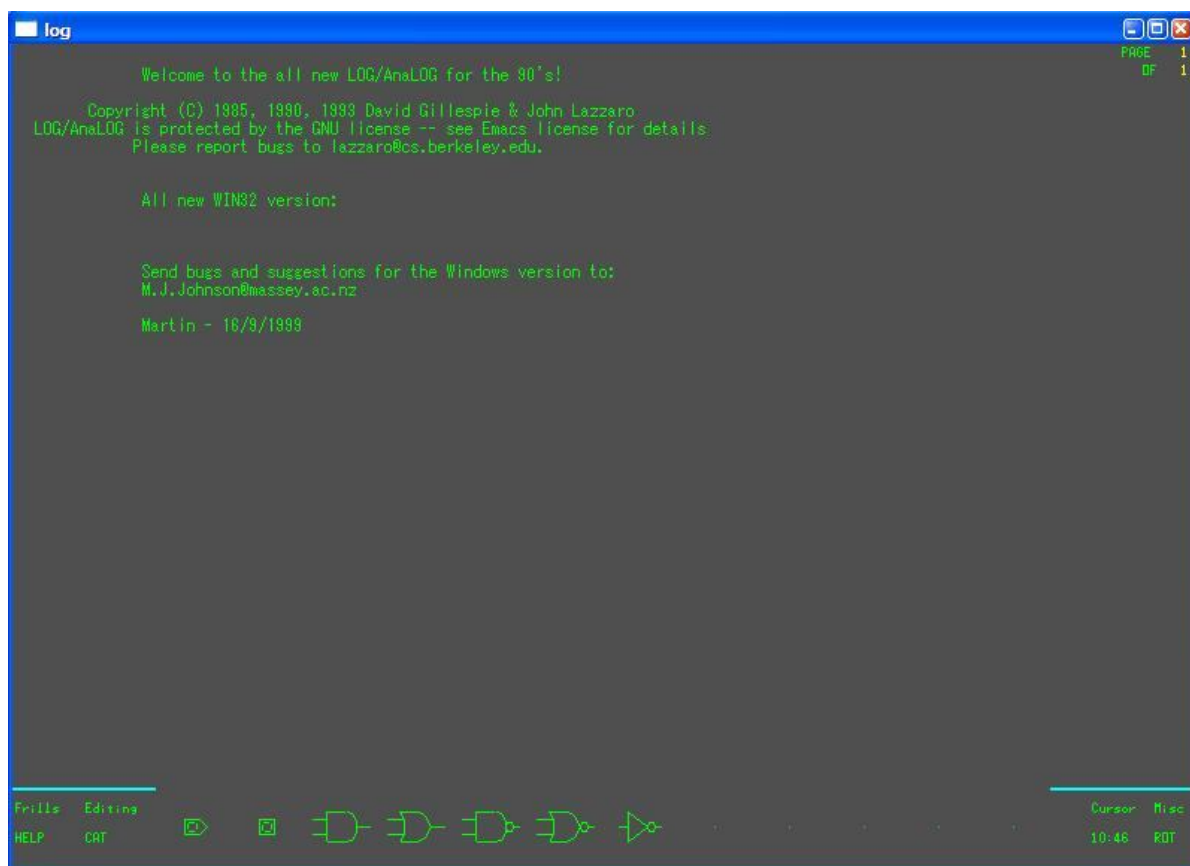 log
PAGE 1
OF 1
Welcome to the all new LOG/AnaLOG for the 90's!
Copyright (C) 1985, 1990, 1993 David Gillespie & John Lazzaro
LOG/AnaLOG is protected by the GNU license -- see Emacs license for details
Please report bugs to lazzaro@cs.berkeley.edu.
All new WIN32 version:
Send bugs and suggestions for the Windows version to:
M.J.Johnson@massey.ac.nz
Martin - 16/9/1999
Frills Editing Cursor Misc
HELP CAT 10:46 ROT